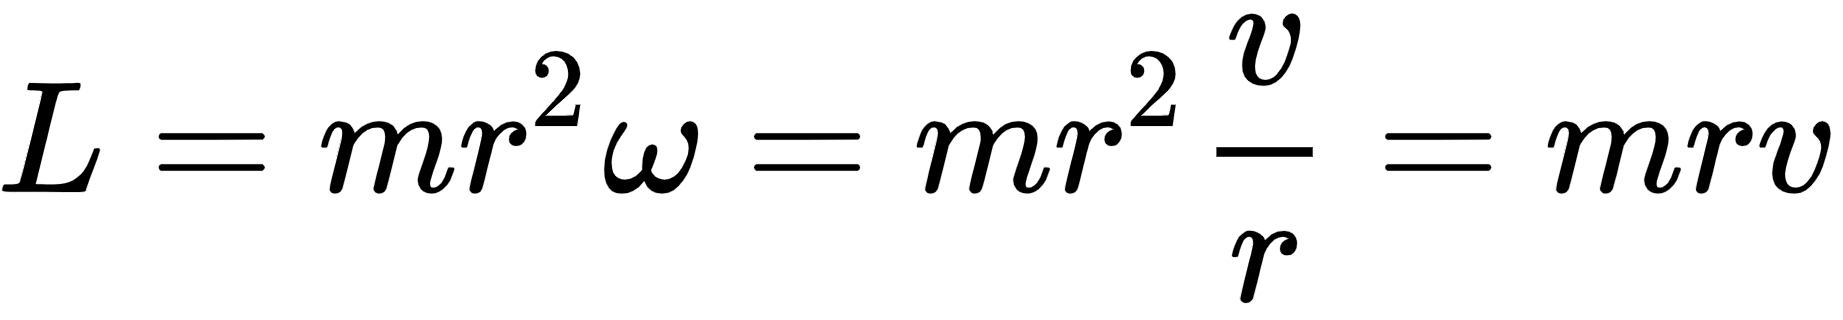 L = mr²ω = mr² v/r = mrv